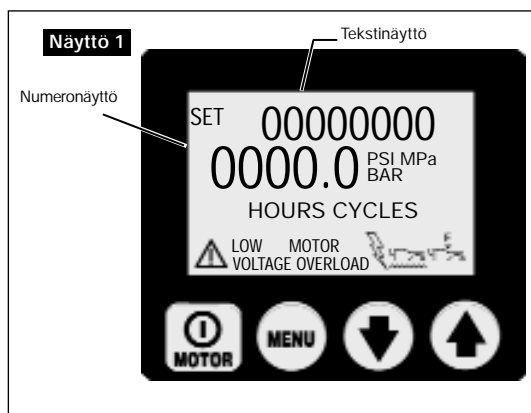 Näyttö 1
Tekstinäyttö
Numeronäyttö
SET 00000000
0000.0 PSI MPa
BAR
HOURS CYCLES
LOW MOTOR
VOLTAGE OVERLOAD
MOTOR
MENU